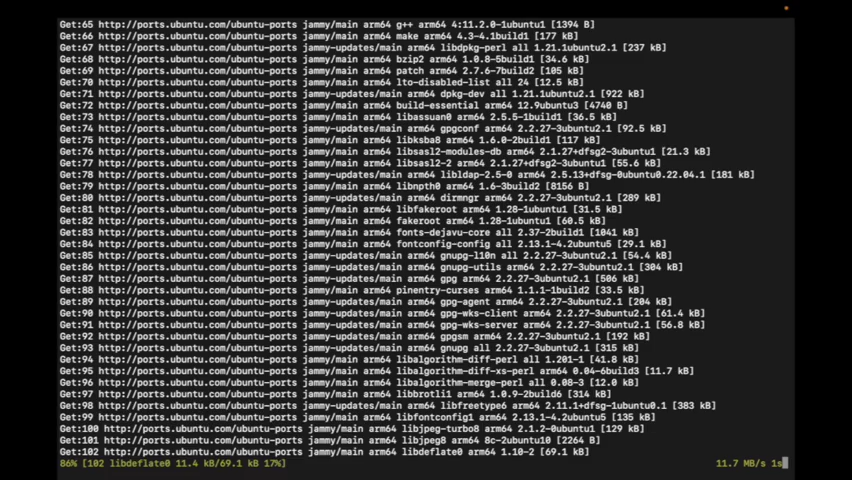 Get:65 http://ports.ubuntu.com/ubuntu-ports jammy/main arm64 g++ arm64 4:11.2.0-1ubuntu1 [1394 B]
Get:66 http://ports.ubuntu.com/ubuntu-ports jammy/main arm64 make arm64 4.3-4.1build1 [177 kB]
Get:67 http://ports.ubuntu.com/ubuntu-ports jammy-updates/main arm64 libdpkg-perl all 1.21.1ubuntu2.1 [237 kB]
Get:68 http://ports.ubuntu.com/ubuntu-ports jammy/main arm64 bzip2 arm64 1.0.8-5build1 [34.6 kB]
Get:69 http://ports.ubuntu.com/ubuntu-ports jammy/main arm64 patch arm64 2.7.6-7build2 [105 kB]
Get:70 http://ports.ubuntu.com/ubuntu-ports jammy/main arm64 lto-disabled-list all 24 [12.5 kB]
Get:71 http://ports.ubuntu.com/ubuntu-ports jammy-updates/main arm64 dpkg-dev all 1.21.1ubuntu2.1 [922 kB]
Get:72 http://ports.ubuntu.com/ubuntu-ports jammy/main arm64 build-essential arm64 12.9ubuntu3 [4740 B]
Get:73 http://ports.ubuntu.com/ubuntu-ports jammy/main arm64 libassuan0 arm64 2.5.5-1build1 [36.5 kB]
Get:74 http://ports.ubuntu.com/ubuntu-ports jammy-updates/main arm64 gpgconf arm64 2.2.27-3ubuntu2.1 [92.5 kB]
Get:75 http://ports.ubuntu.com/ubuntu-ports jammy/main arm64 libksba8 arm64 1.6.0-2build1 [117 kB]
Get:76 http://ports.ubuntu.com/ubuntu-ports jammy/main arm64 libsasl2-modules-db arm64 2.1.27+dfsg2-3ubuntu1 [21.3 kB]
Get:77 http://ports.ubuntu.com/ubuntu-ports jammy/main arm64 libsasl2-2 arm64 2.1.27+dfsg2-3ubuntu1 [55.6 kB]
Get:78 http://ports.ubuntu.com/ubuntu-ports jammy-updates/main arm64 libldap-2.5-0 arm64 2.5.13+dfsg-0ubuntu0.22.04.1 [181 kB]
Get:79 http://ports.ubuntu.com/ubuntu-ports jammy/main arm64 libnpth0 arm64 1.6-3build2 [8156 B]
Get:80 http://ports.ubuntu.com/ubuntu-ports jammy-updates/main arm64 dirmngr arm64 2.2.27-3ubuntu2.1 [289 kB]
Get:81 http://ports.ubuntu.com/ubuntu-ports jammy/main arm64 libfakeroot arm64 1.28-1ubuntu1 [31.5 kB]
Get:82 http://ports.ubuntu.com/ubuntu-ports jammy/main arm64 fakeroot arm64 1.28-1ubuntu1 [60.5 kB]
Get:83 http://ports.ubuntu.com/ubuntu-ports jammy/main arm64 fonts-dejavu-core all 2.37-2build1 [1041 kB]
Get:84 http://ports.ubuntu.com/ubuntu-ports jammy/main arm64 fontconfig-config all 2.13.1-4.2ubuntu5 [29.1 kB]
Get:85 http://ports.ubuntu.com/ubuntu-ports jammy-updates/main arm64 gnupg-l10n all 2.2.27-3ubuntu2.1 [54.4 kB]
Get:86 http://ports.ubuntu.com/ubuntu-ports jammy-updates/main arm64 gnupg-utils arm64 2.2.27-3ubuntu2.1 [304 kB]
Get:87 http://ports.ubuntu.com/ubuntu-ports jammy-updates/main arm64 gpg arm64 2.2.27-3ubuntu2.1 [506 kB]
Get:88 http://ports.ubuntu.com/ubuntu-ports jammy/main arm64 pinentry-curses arm64 1.1.1-1build2 [33.5 kB]
Get:89 http://ports.ubuntu.com/ubuntu-ports jammy-updates/main arm64 gpg-agent arm64 2.2.27-3ubuntu2.1 [204 kB]
Get:90 http://ports.ubuntu.com/ubuntu-ports jammy-updates/main arm64 gpg-wks-client arm64 2.2.27-3ubuntu2.1 [61.4 kB]
Get:91 http://ports.ubuntu.com/ubuntu-ports jammy-updates/main arm64 gpg-wks-server arm64 2.2.27-3ubuntu2.1 [56.8 kB]
Get:92 http://ports.ubuntu.com/ubuntu-ports jammy-updates/main arm64 gpgsm arm64 2.2.27-3ubuntu2.1 [192 kB]
Get:93 http://ports.ubuntu.com/ubuntu-ports jammy-updates/main arm64 gnupg all 2.2.27-3ubuntu2.1 [315 kB]
Get:94 http://ports.ubuntu.com/ubuntu-ports jammy/main arm64 libalgorithm-diff-perl all 1.201-1 [41.8 kB]
Get:95 http://ports.ubuntu.com/ubuntu-ports jammy/main arm64 libalgorithm-diff-xs-perl arm64 0.04-6build3 [11.7 kB]
Get:96 http://ports.ubuntu.com/ubuntu-ports jammy/main arm64 libalgorithm-merge-perl all 0.08-3 [12.0 kB]
Get:97 http://ports.ubuntu.com/ubuntu-ports jammy/main arm64 libbrotli1 arm64 1.0.9-2build6 [314 kB]
Get:98 http://ports.ubuntu.com/ubuntu-ports jammy-updates/main arm64 libfreetype6 arm64 2.11.1+dfsg-1ubuntu0.1 [383 kB]
Get:99 http://ports.ubuntu.com/ubuntu-ports jammy/main arm64 libfontconfig1 arm64 2.13.1-4.2ubuntu5 [135 kB]
Get:100 http://ports.ubuntu.com/ubuntu-ports jammy/main arm64 libjpeg-turbo8 arm64 2.1.2-0ubuntu1 [129 kB]
Get:101 http://ports.ubuntu.com/ubuntu-ports jammy/main arm64 libjpeg8 arm64 8c-2ubuntu10 [2264 B]
Get:102 http://ports.ubuntu.com/ubuntu-ports jammy/main arm64 libdeflate0 arm64 1.10-2 [69.1 kB]
86% [102 libdeflate0 11.4 kB/69.1 kB 17%] 11.7 MB/s 1s